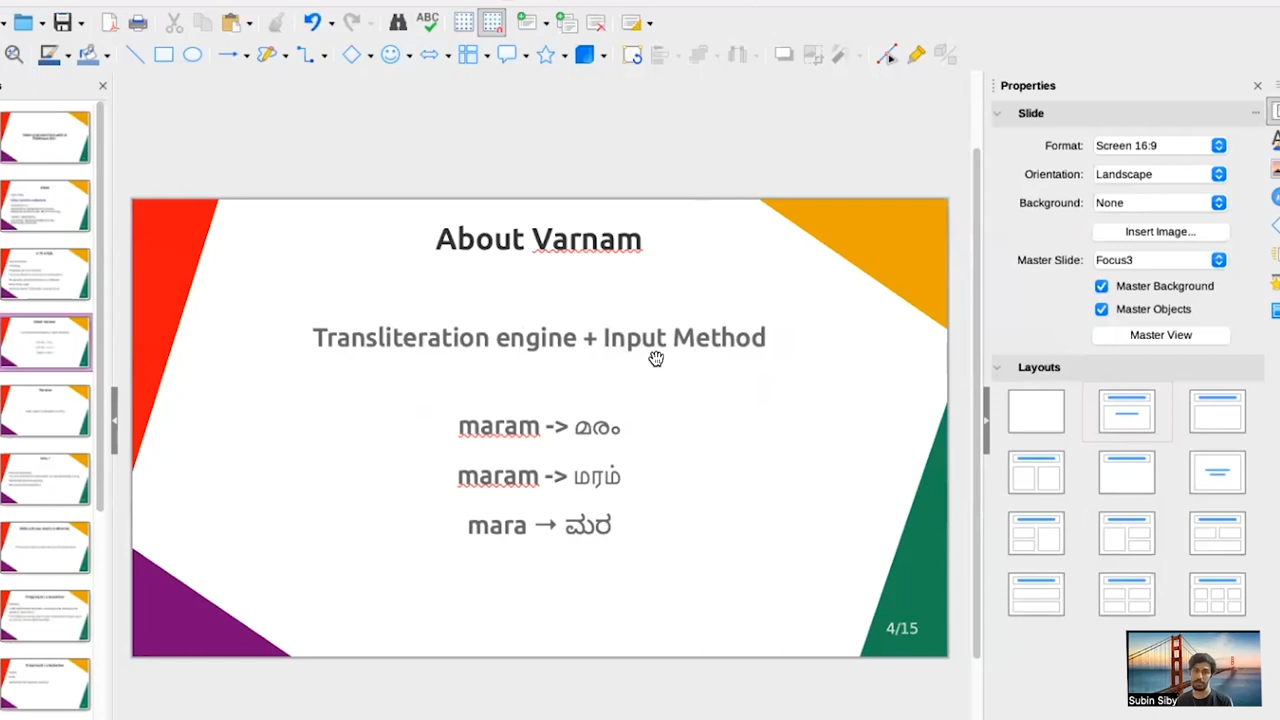 ABC
Properties
Slide
Format: Screen 16:9
Orientation: Landscape
Background: None
Insert Image...
Master Slide: Focus3
Master Background
Master Objects
Master View
Layouts
About Varnam
Transliteration engine + Input Method
maram -> മരം
maram -> மரம்
mara → ಮರ
4/15
Subin Siby